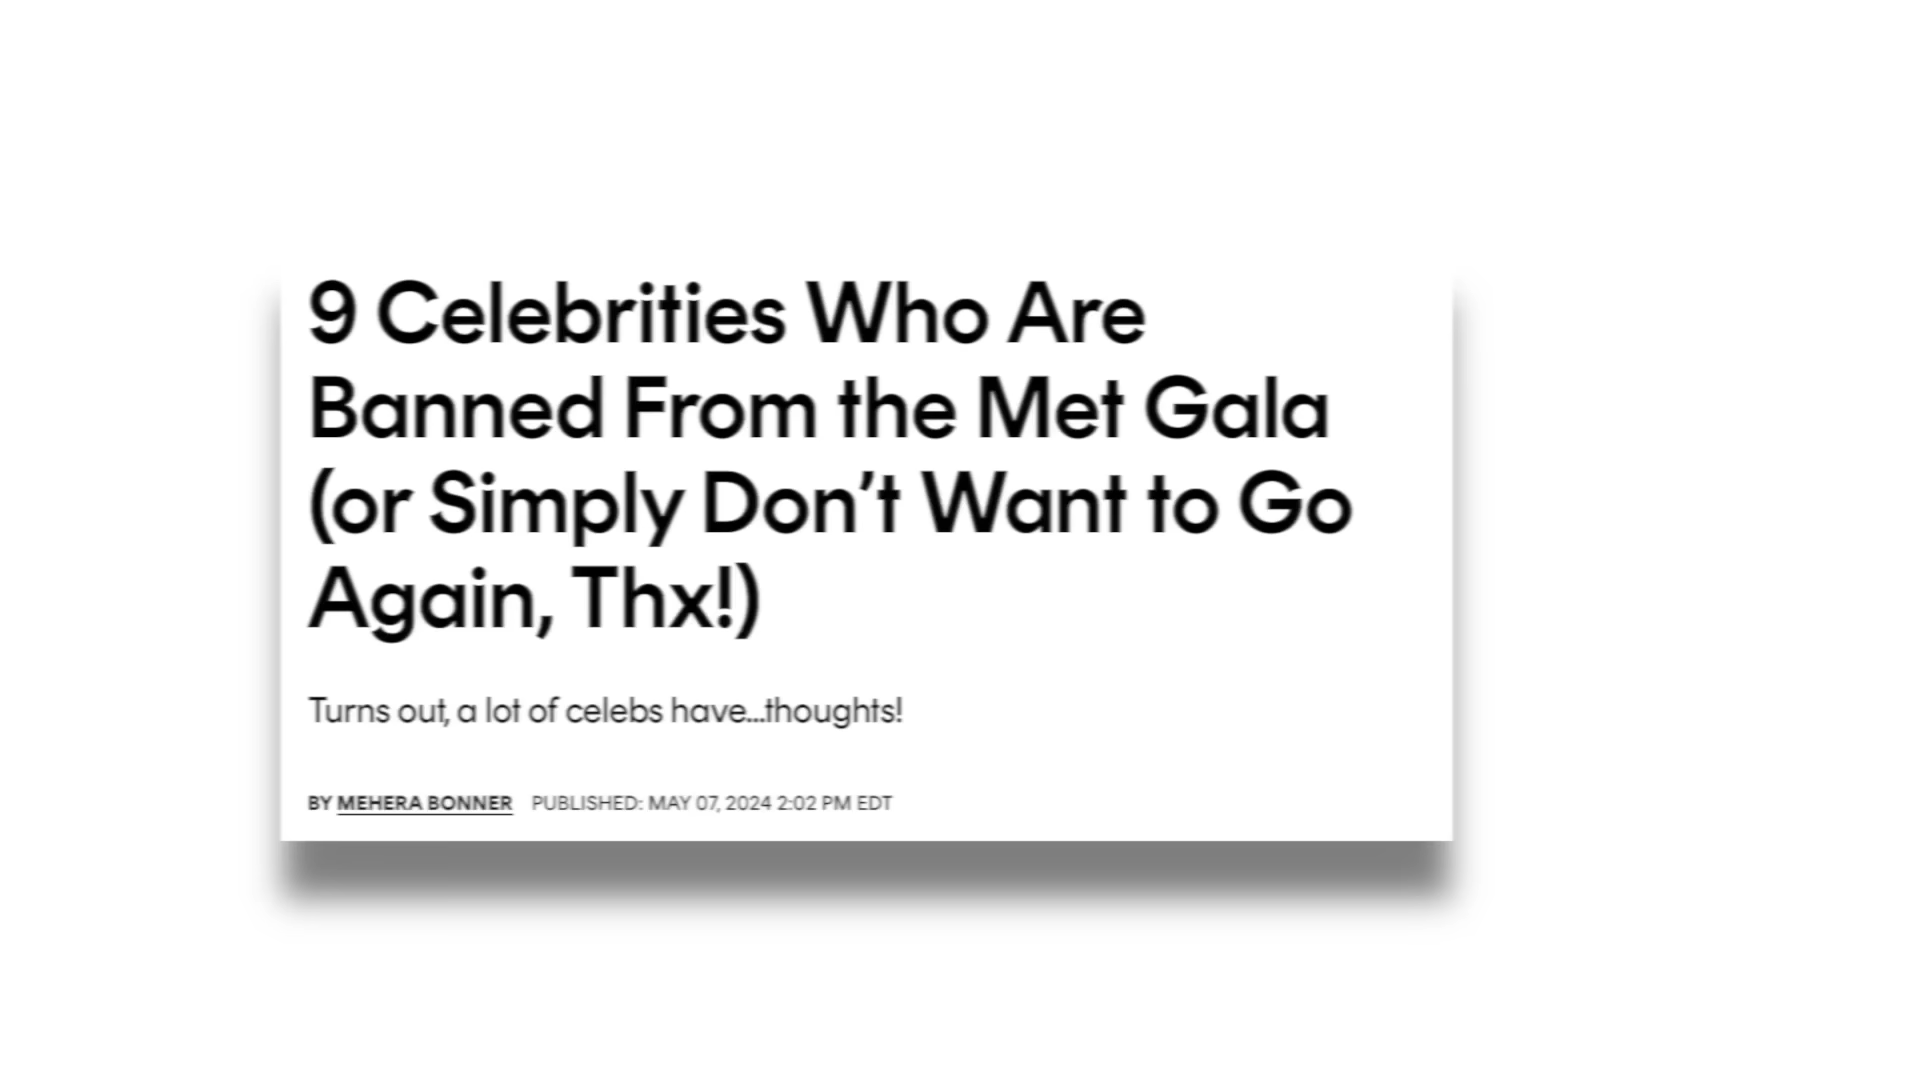 9 Celebrities Who Are
Banned From the Met Gala
(or Simply Don’t Want to Go
Again, Thx!)
Turns out, a lot of celebs have...thoughts!
BY MEHERA BONNER PUBLISHED: MAY 07, 2024 2:02 PM EDT